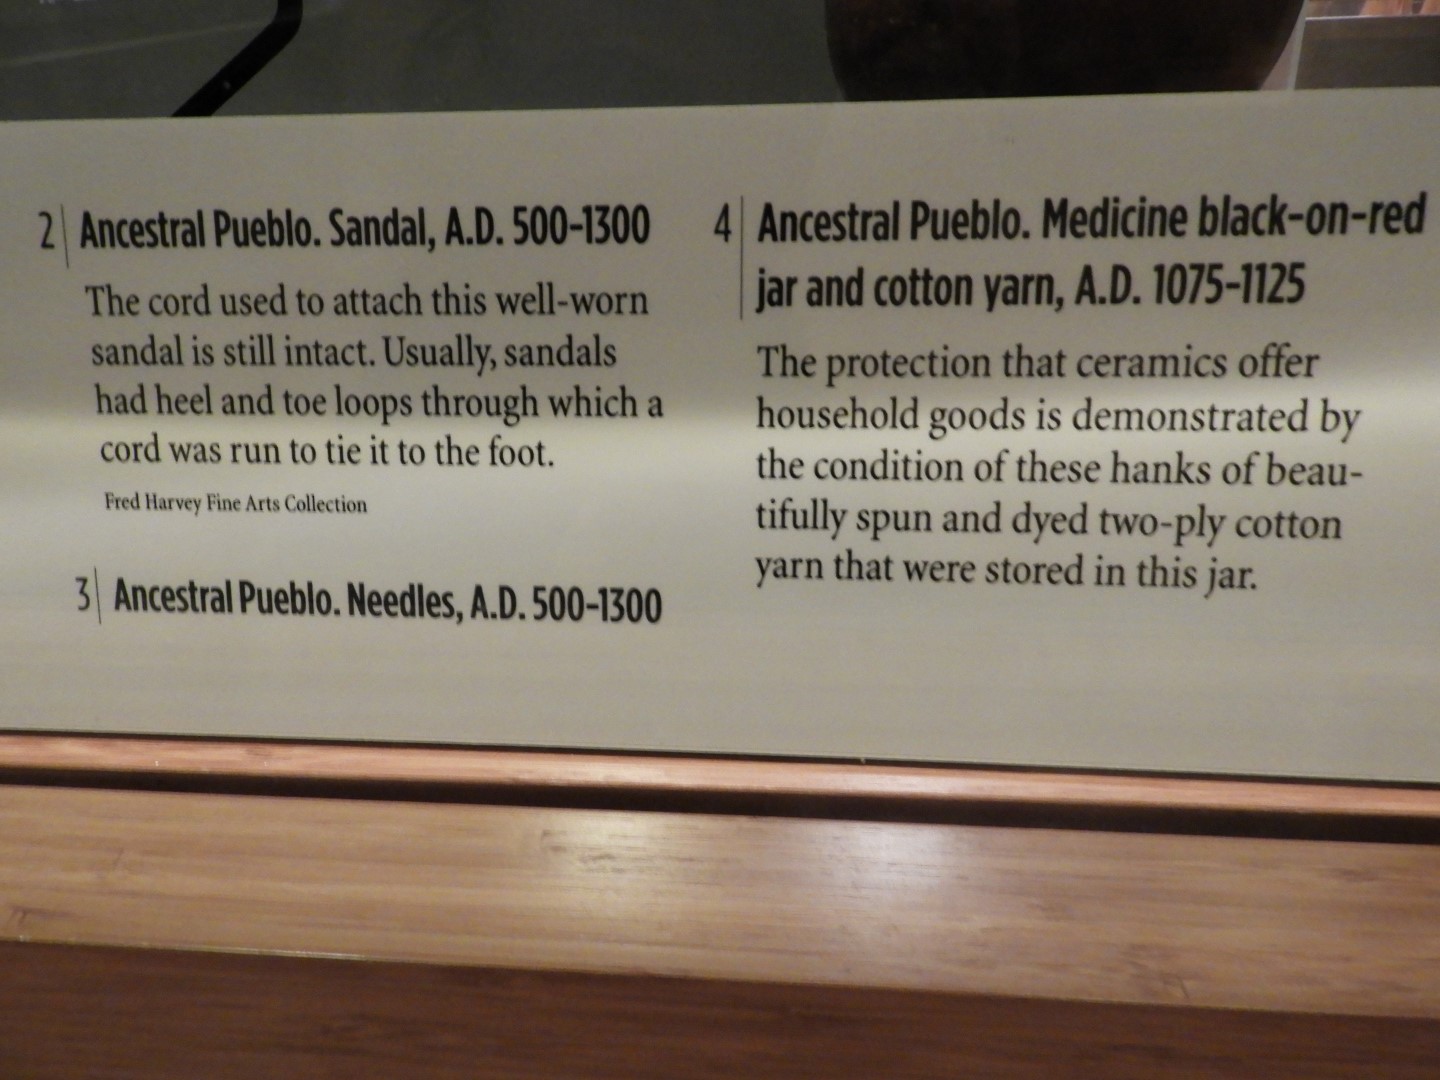 2 Ancestral Pueblo. Sandal, A.D. 500-1300
The cord used to attach this well-worn
sandal is still intact. Usually, sandals
had heel and toe loops through which a
cord was run to tie it to the foot.
Fred Harvey Fine Arts Collection
3 Ancestral Pueblo. Needles, A.D. 500-1300
4 Ancestral Pueblo. Medicine black-on-red
jar and cotton yarn, A.D. 1075-1125
The protection that ceramics offer
household goods is demonstrated by
the condition of these hanks of beau-
tifully spun and dyed two-ply cotton
yarn that were stored in this jar.